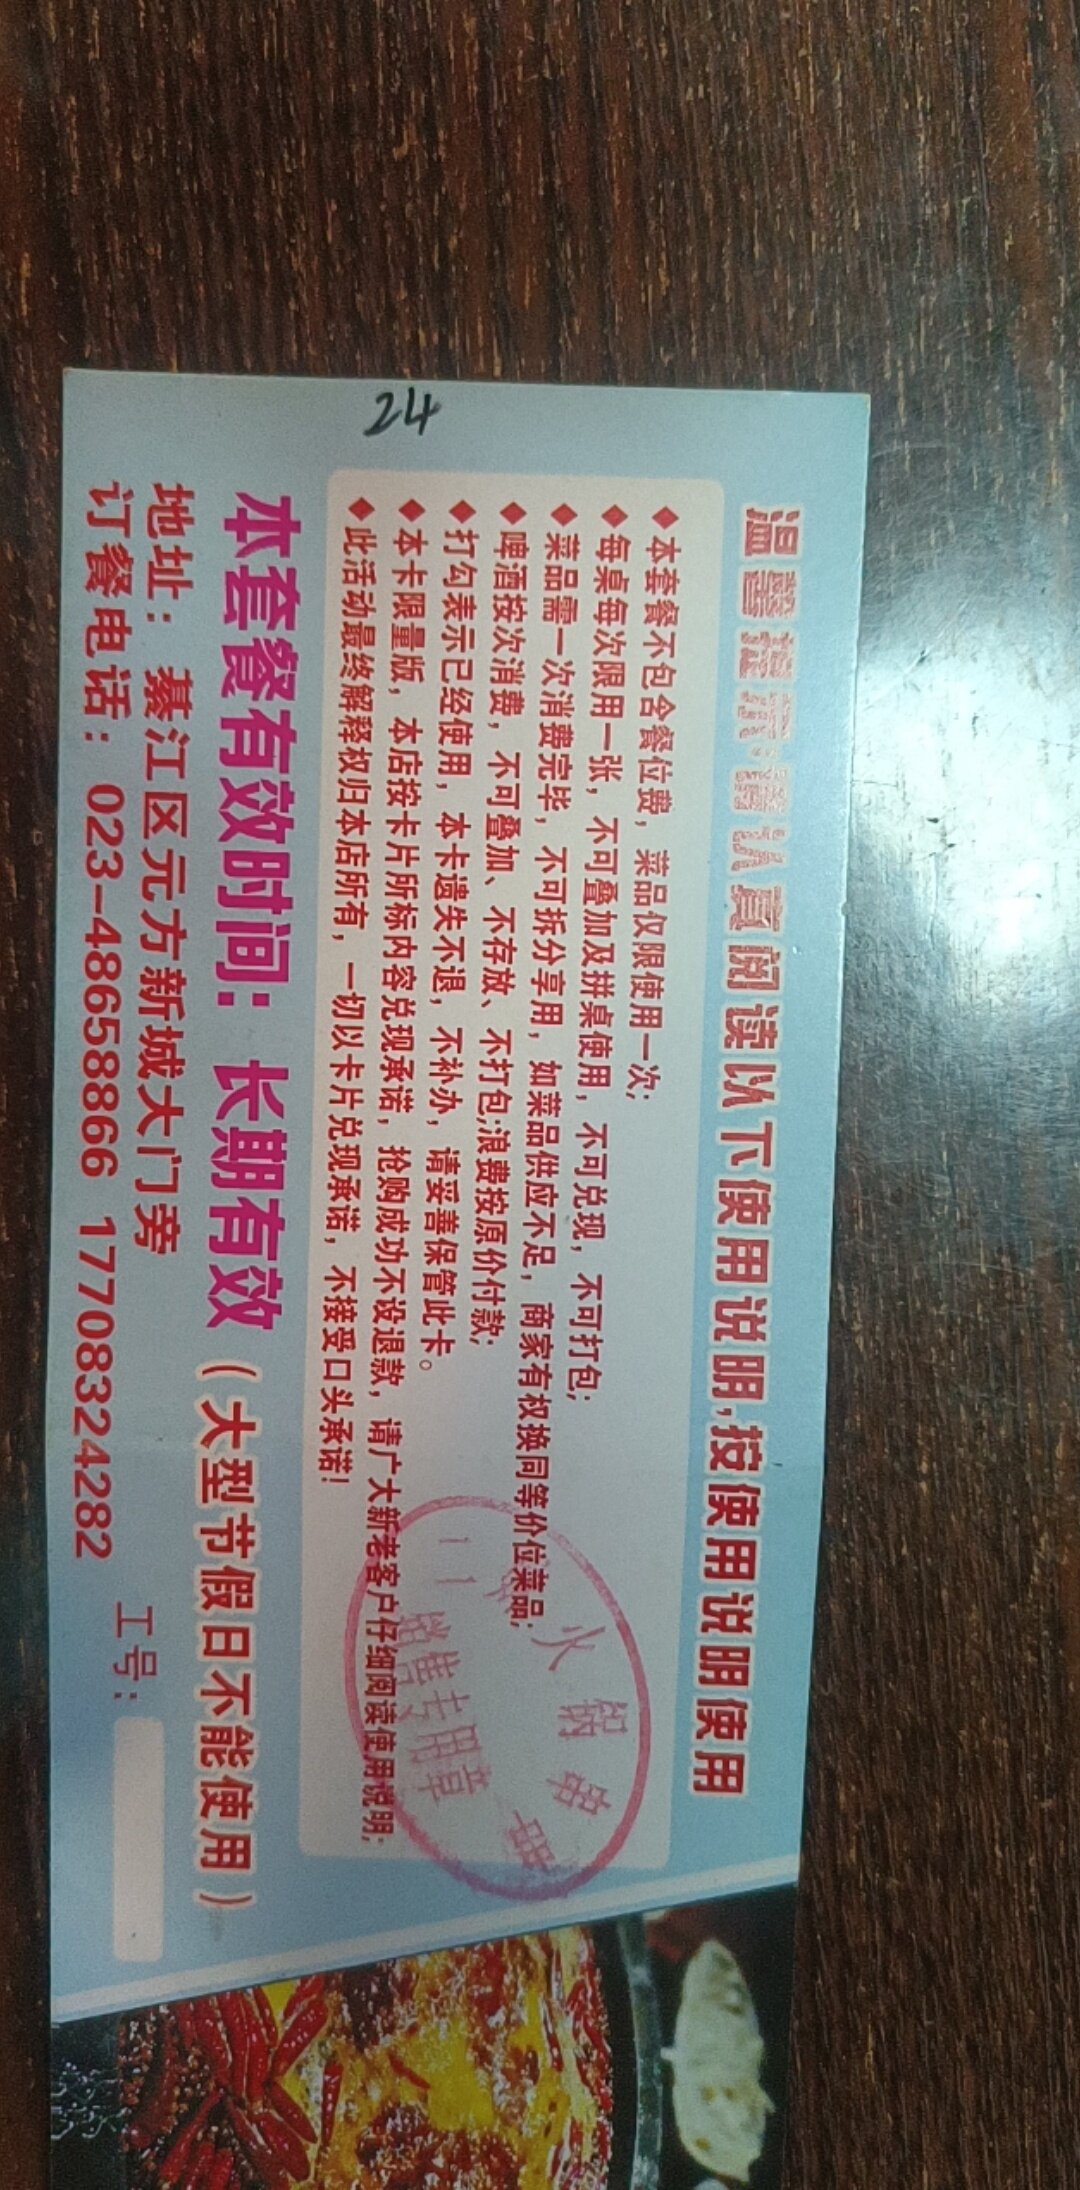 24
温馨提示:请认真阅读以下使用说明,按使用说明使用
◆本套餐不包含餐位费，菜品仅限使用一次;
◆每桌每次限用一张，不可叠加及拼桌使用，不可兑现，不可打包;
◆菜品需一次消费完毕，不可拆分享用，如菜品供应不足，商家有权换同等价位菜品;
◆啤酒按次消费，不可叠加、不存放、不打包;浪费按原价付款;
◆打勾表示已经使用，本卡遗失不退，不补办，请妥善保管此卡。
◆本卡限量版，本店按卡片所标内容兑现承诺，抢购成功不设退款，请广大新老客户仔细阅读使用说明;
◆此活动最终解释权归本店所有，一切以卡片兑现承诺，不接受口头承诺!
火锅
销售专用章
本套餐有效时间：长期有效（大型节假日不能使用）
地址：綦江区元方新城大门旁
订餐电话：023-48658866 17708324282
工号：